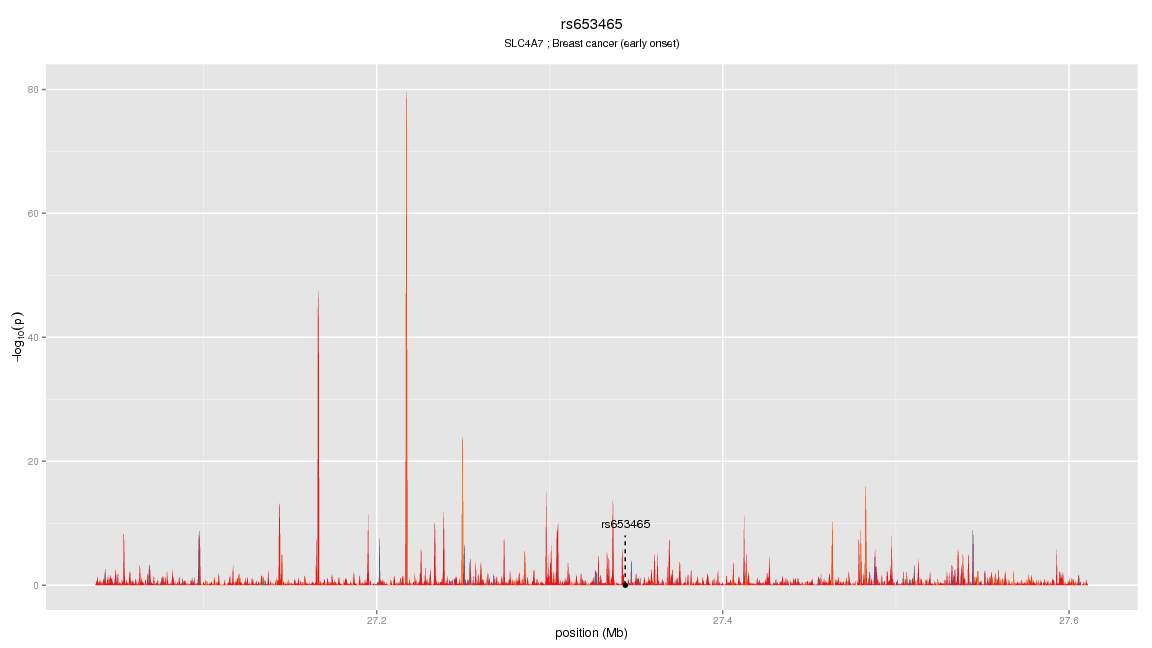 rs653465
SLC4A7 ; Breast cancer (early onset)
80
60
40
20
0
−log10(p)
rs653465
27.2
27.4
27.6
position (Mb)